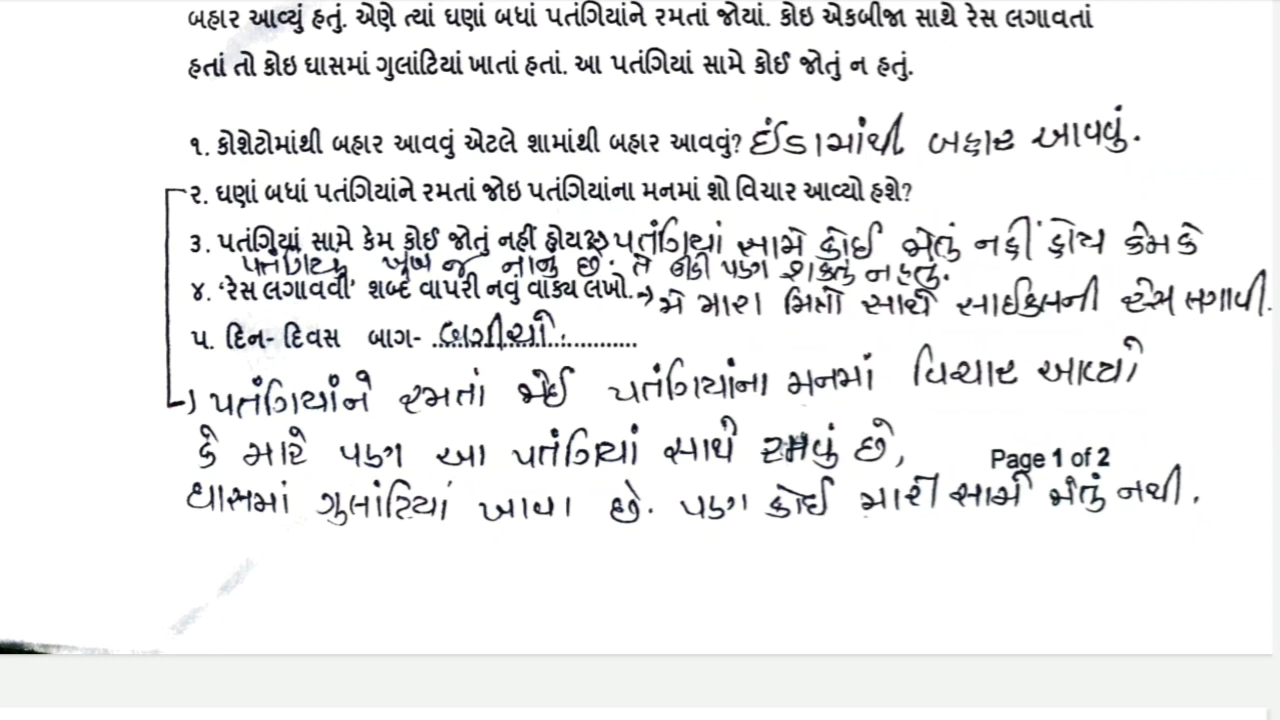 બહાર આવ્યું હતું. એણે ત્યાં ઘણાં બધાં પતંગિયાંને રમતાં જોયાં. કોઇ એકબીજા સાથે રેસ લગાવતાં
હતાં તો કોઇ ઘાસમાં ગુલાંટિયાં ખાતાં હતાં. આ પતંગિયાં સામે કોઈ જોતું ન હતું.
૧. કોશેટોમાંથી બહાર આવવું એટલે શામાંથી બહાર આવવું? ઈંડામાંથી બહાર આવવું.
૨. ઘણાં બધાં પતંગિયાંને રમતાં જોઇ પતંગિયાંના મનમાં શો વિચાર આવ્યો હશે?
૩. પતંગિયાં સામે કેમ કોઈ જોતું નહીં હોય? પતંગિયાં સામે કોઈ જોતું નહીં હોય કેમકે
પતંગિયુ ખુબ જ નાનુ છે. તે ઊડી પણ શકતું નહતું.
૪. ‘રેસ લગાવવી’ શબ્દ વાપરી નવું વાક્ય લખો. → મે મારા મિત્રો સાથે સાઈકલની રેસ લગાવી.
૫. દિન- દિવસ બાગ- બગીચો.
પતંગિયાંને રમતાં જોઈ પતંગિયાંના મનમાં વિચાર આવ્યો
કે મારે પણ આ પતંગિયાં સાથે રમવું છે,
Page 1 of 2
ઘાસમાં ગુલાંટિયાં ખાવા છે. પણ કોઈ મારી સામે જોતું નથી.